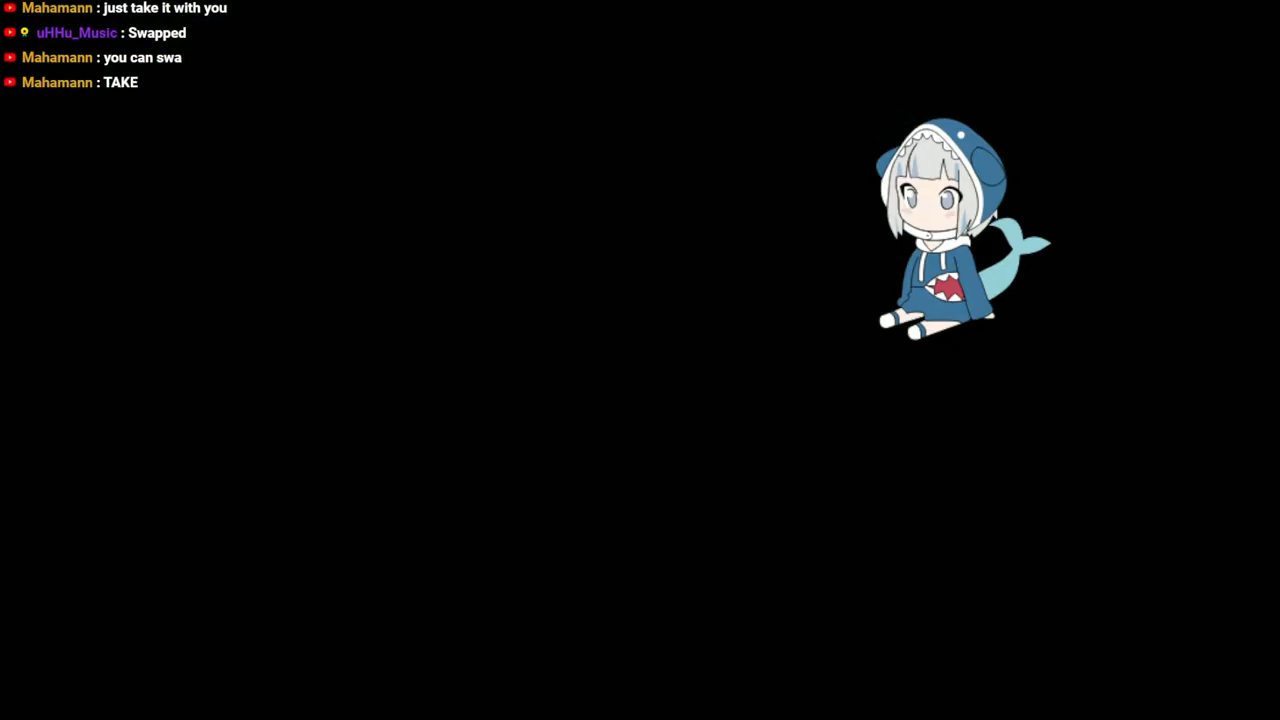 Mahamann : just take it with you
uHHu_Music : Swapped
Mahamann : you can swa
Mahamann : TAKE